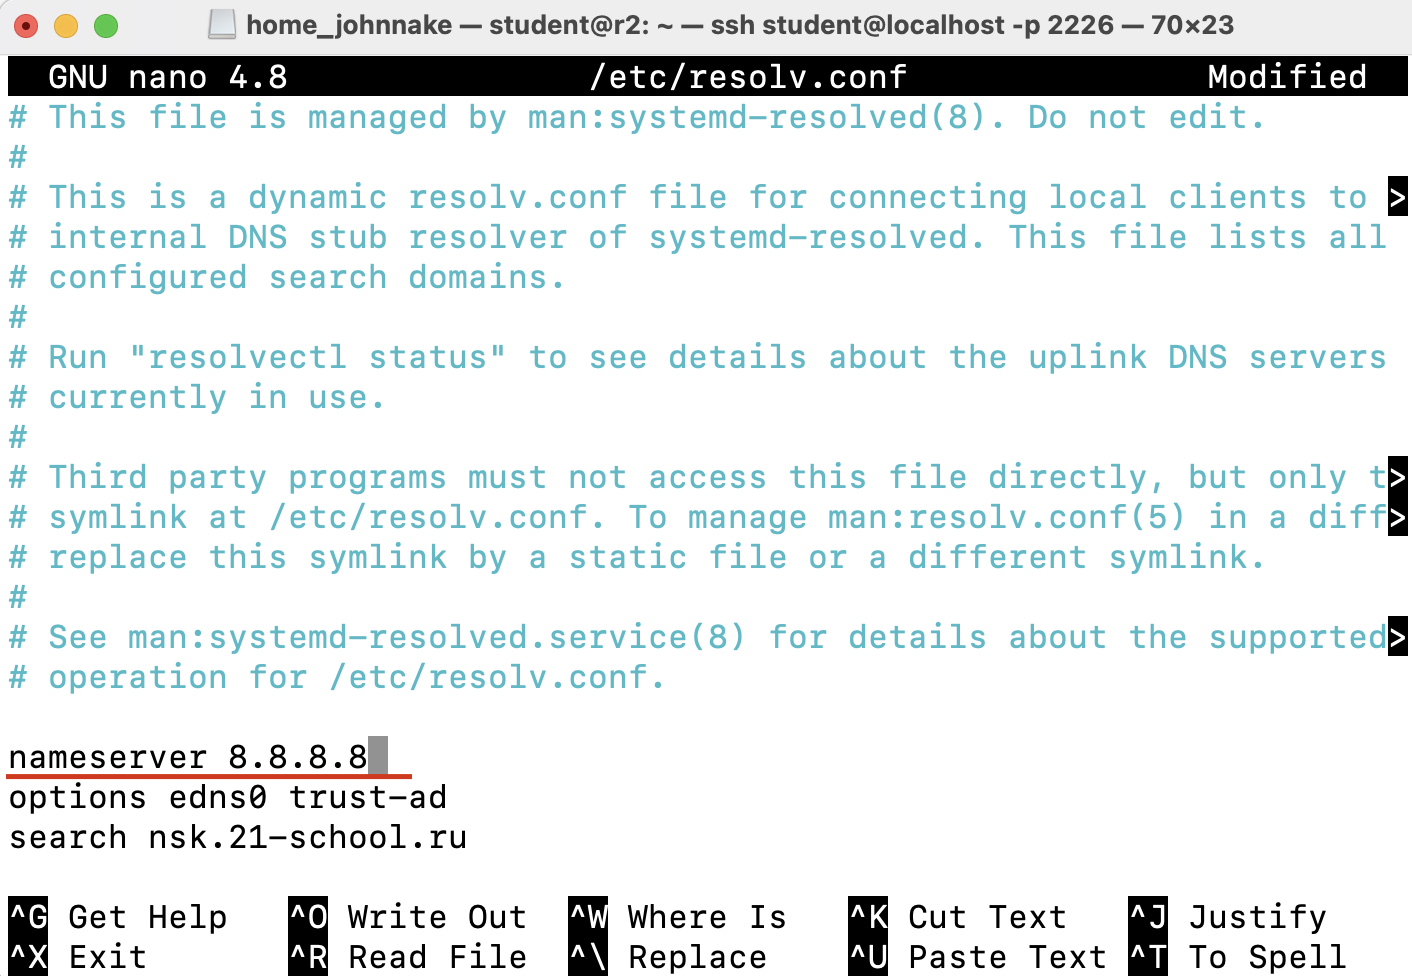 home_johnnake — student@r2: ~ — ssh student@localhost -p 2226 — 70×23
GNU nano 4.8 /etc/resolv.conf Modified
# This file is managed by man:systemd-resolved(8). Do not edit.
#
# This is a dynamic resolv.conf file for connecting local clients to >
# internal DNS stub resolver of systemd-resolved. This file lists all
# configured search domains.
#
# Run "resolvectl status" to see details about the uplink DNS servers
# currently in use.
#
# Third party programs must not access this file directly, but only t>
# symlink at /etc/resolv.conf. To manage man:resolv.conf(5) in a diff>
# replace this symlink by a static file or a different symlink.
#
# See man:systemd-resolved.service(8) for details about the supported>
# operation for /etc/resolv.conf.
nameserver 8.8.8.8
options edns0 trust-ad
search nsk.21-school.ru
^G Get Help ^O Write Out ^W Where Is ^K Cut Text ^J Justify
^X Exit ^R Read File ^\ Replace ^U Paste Text ^T To Spell